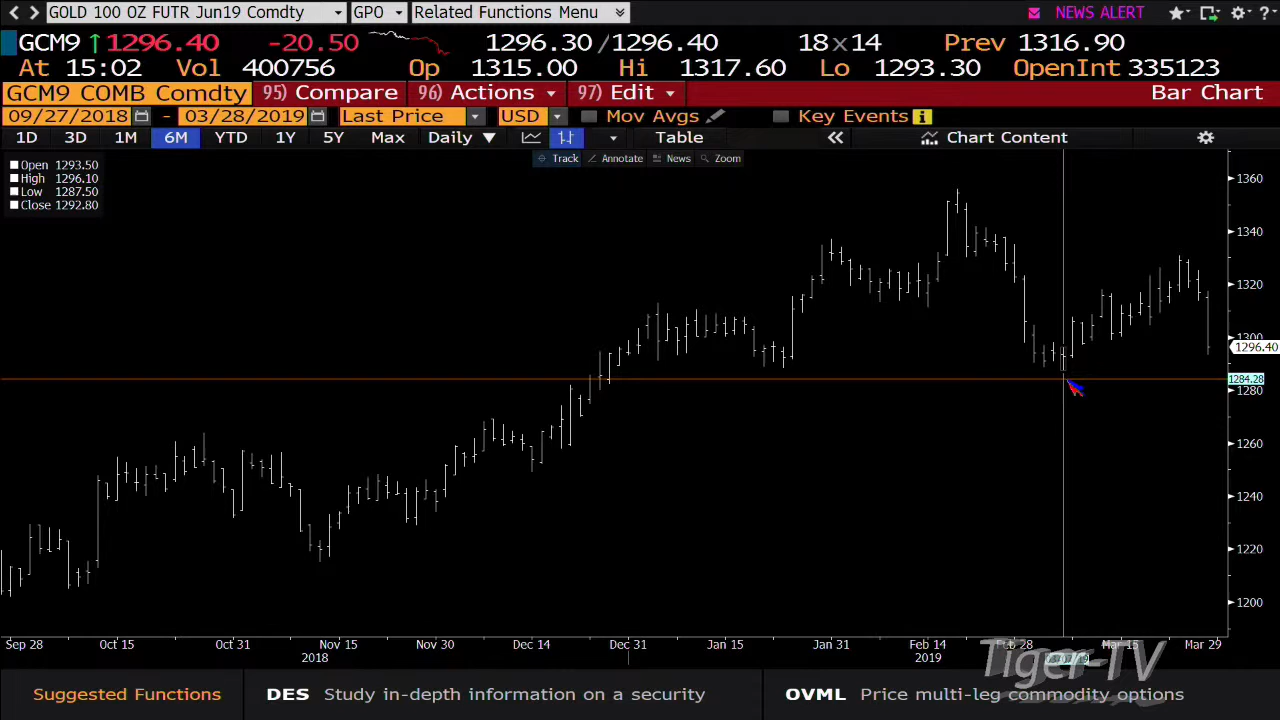 GOLD 100 OZ FUTR Jun19 Comdty GPO Related Functions Menu NEWS ALERT ?
GCM9 ↑1296.40 -20.50 1296.30/1296.40 18x14 Prev 1316.90
At 15:02 Vol 400756 Op 1315.00 Hi 1317.60 Lo 1293.30 OpenInt 335123
GCM9 COMB Comdty 95) Compare 96) Actions 97) Edit Bar Chart
09/27/2018 - 03/28/2019 Last Price USD Mov Avgs Key Events i
1D 3D 1M 6M YTD 1Y 5Y Max Daily ▼ Table « Chart Content
Track Annotate News Zoom
Open 1293.50
High 1296.10
Low 1287.50
Close 1292.80
1360
1340
1320
1300
1296.40
1284.28
1280
1260
1240
1220
1200
Sep 28 Oct 15 Oct 31 Nov 15 Nov 30 Dec 14 Dec 31 Jan 15 Jan 31 Feb 14 Feb 28 Mar 15 Mar 29
2018 2019
Tiger-TV
Suggested Functions DES Study in-depth information on a security OVML Price multi-leg commodity options